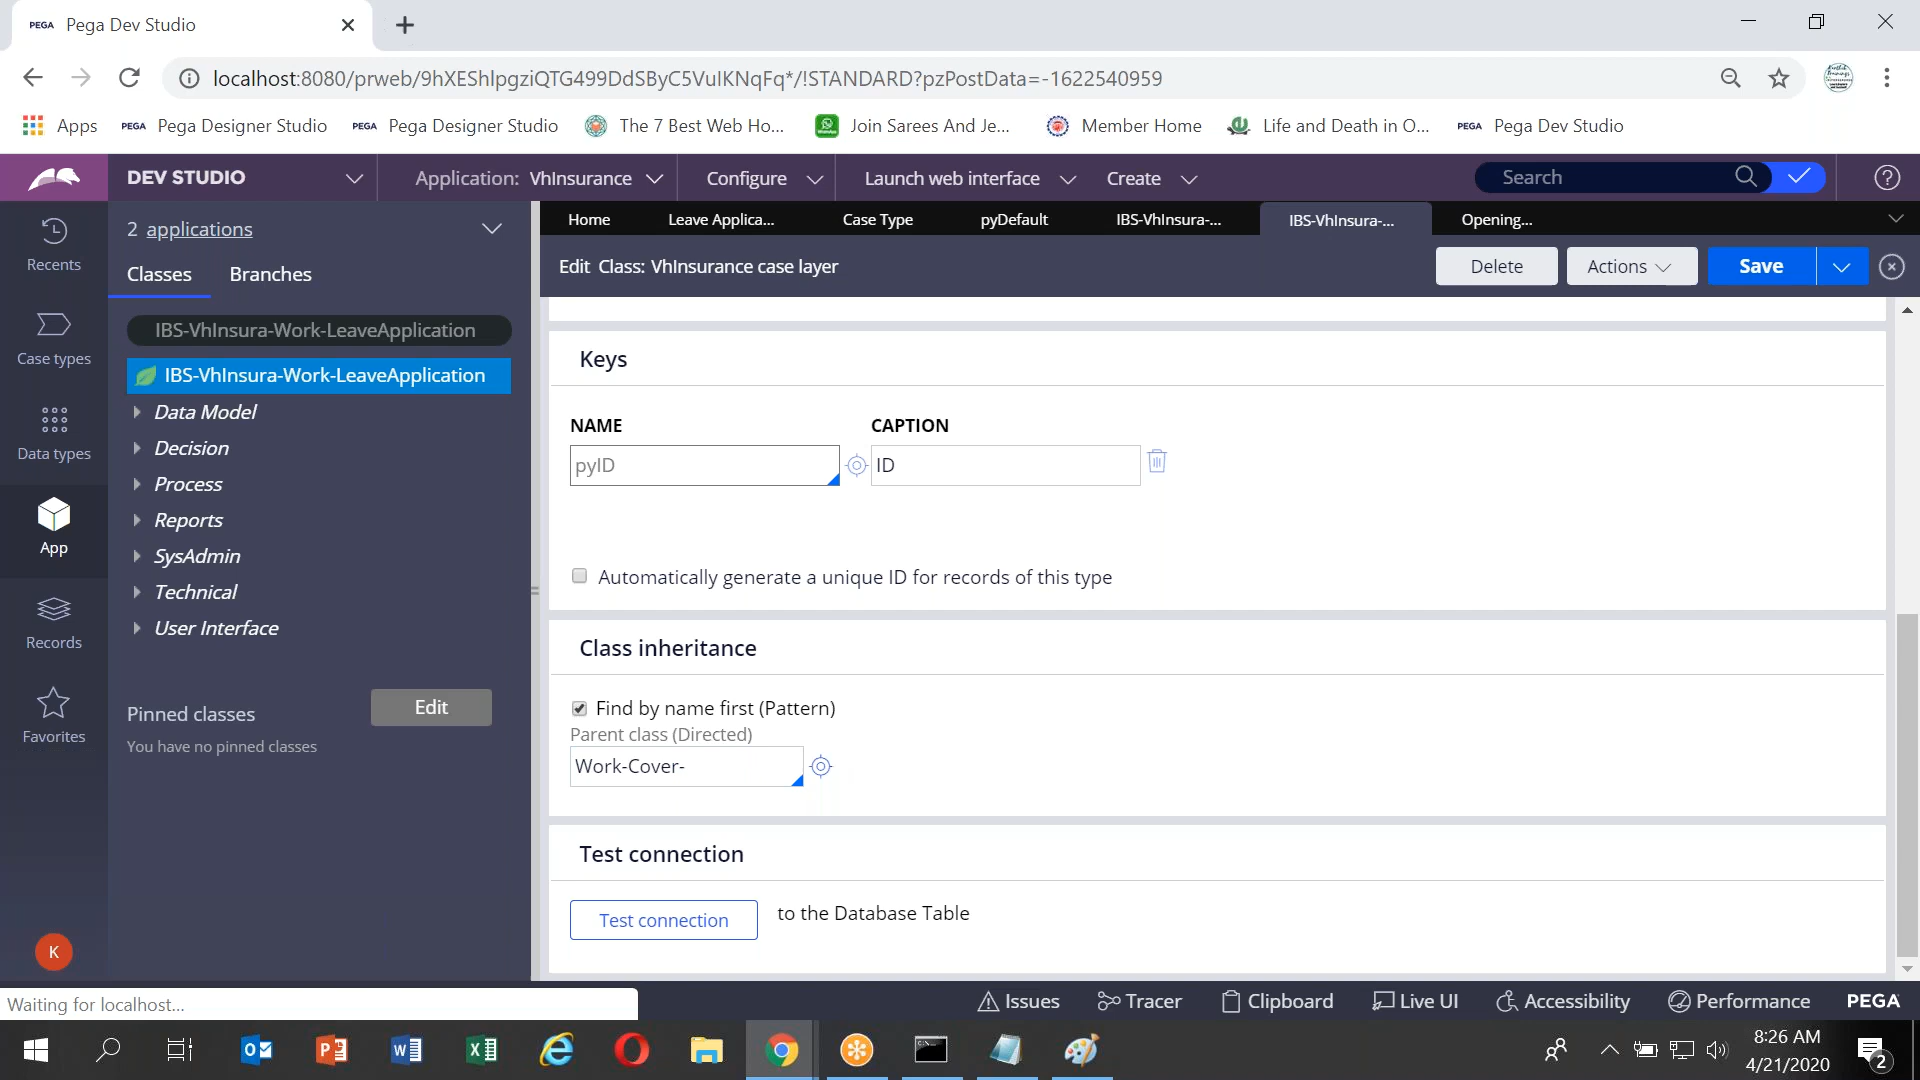 PEGA Pega Dev Studio
localhost:8080/prweb/9hXEShlpgziQTG499DdSByC5VulKNqFq*/!STANDARD?pzPostData=-1622540959
Apps PEGA Pega Designer Studio PEGA Pega Designer Studio The 7 Best Web Ho... Join Sarees And Je... Member Home Life and Death in O... PEGA Pega Dev Studio
DEV STUDIO Application: VhInsurance Configure Launch web interface Create Search
Home Leave Applica... Case Type pyDefault IBS-VhInsura-... IBS-VhInsura-... Opening...
Edit Class: VhInsurance case layer Delete Actions Save
Recents
Case types
Data types
App
Records
Favorites
K
2 applications
Classes Branches
IBS-VhInsura-Work-LeaveApplication
IBS-VhInsura-Work-LeaveApplication
Data Model
Decision
Process
Reports
SysAdmin
Technical
User Interface
Pinned classes Edit
You have no pinned classes
Keys
NAME CAPTION
pyID ID
Automatically generate a unique ID for records of this type
Class inheritance
Find by name first (Pattern)
Parent class (Directed)
Work-Cover-
Test connection
Test connection to the Database Table
Waiting for localhost...
Issues Tracer Clipboard Live UI Accessibility Performance PEGA
8:26 AM
4/21/2020
2